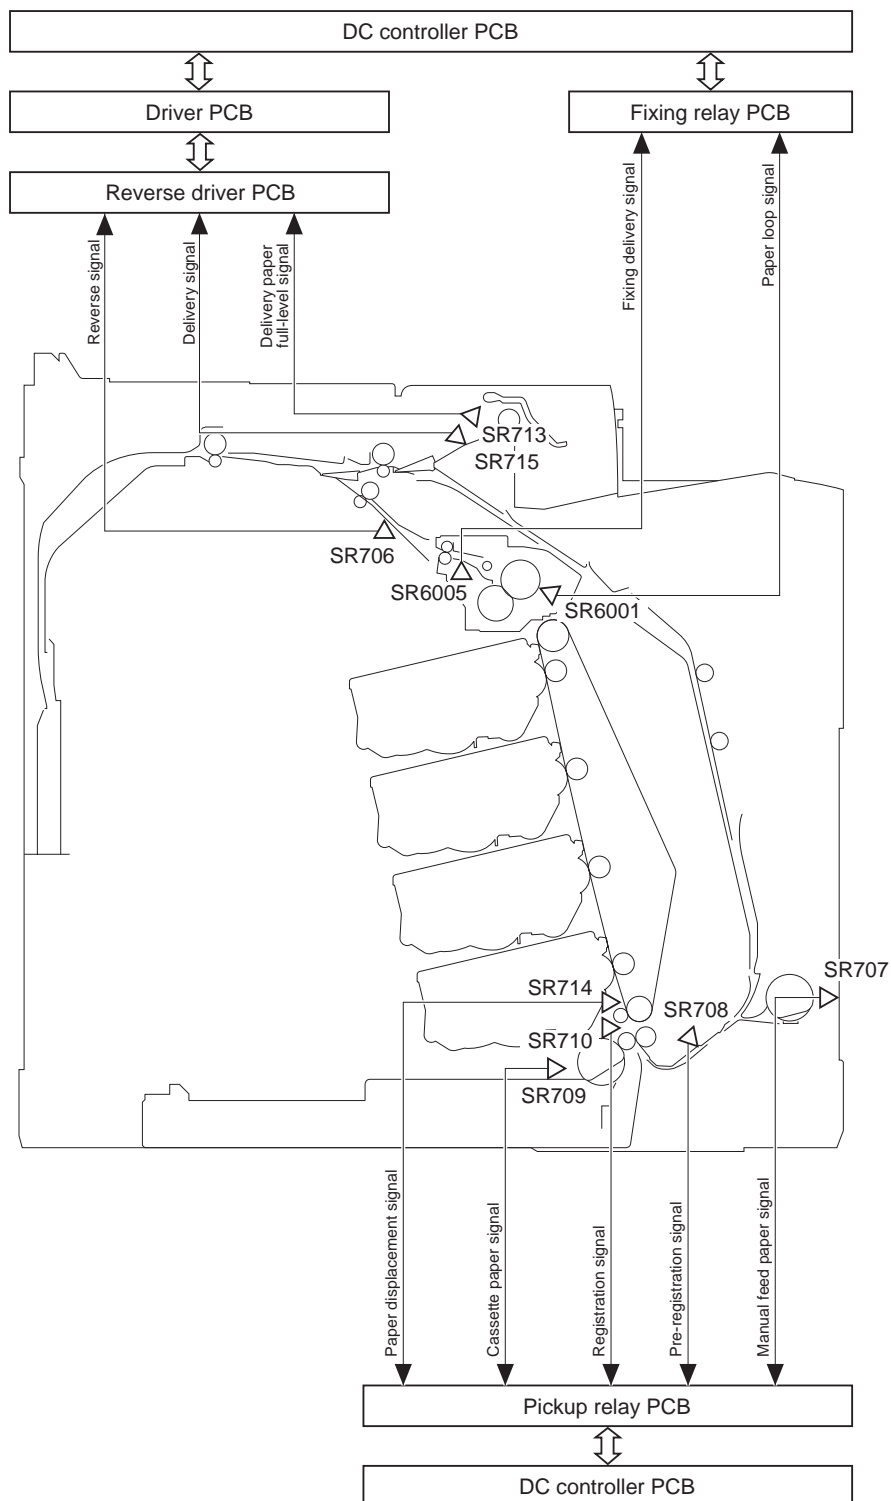 DC controller PCB
Driver PCB
Fixing relay PCB
Reverse driver PCB
Reverse signal
Delivery signal
Delivery paper
full-level signal
Fixing delivery signal
Paper loop signal
SR713
SR715
SR706
SR6005
SR6001
SR707
SR714
SR708
SR710
SR709
Paper displacement signal
Cassette paper signal
Registration signal
Pre-registration signal
Manual feed paper signal
Pickup relay PCB
DC controller PCB